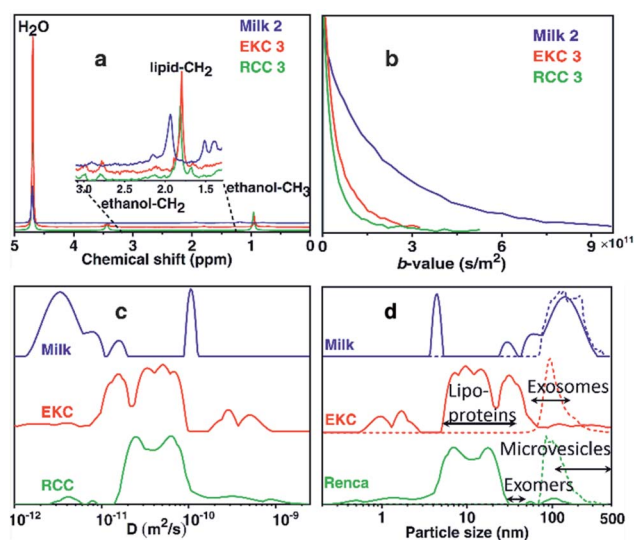 H₂O
a
Milk 2
EKC 3
RCC 3
lipid-CH₂
3.0 2.5 2.0 1.5
ethanol-CH₂
ethanol-CH₃
5 4 3 2 1 0
Chemical shift (ppm)
b
Milk 2
EKC 3
RCC 3
0 3 6 9 ×10¹¹
b-value (s/m²)
c
Milk
EKC
RCC
10⁻¹² 10⁻¹¹ 10⁻¹⁰ 10⁻⁹
D (m²/s)
d
Milk
EKC
Lipo-
proteins
Exosomes
Microvesicles
Renca
Exomers
1 10 100 500
Particle size (nm)